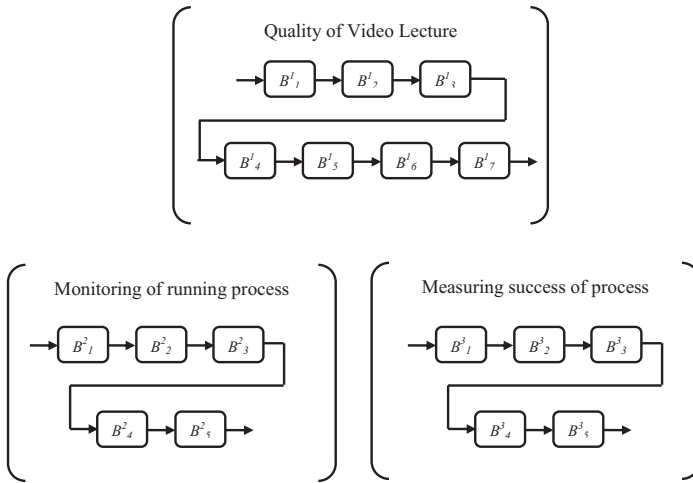 Quality of Video Lecture
B¹₁ B¹₂ B¹₃
B¹₄ B¹₅ B¹₆ B¹₇
Monitoring of running process
B²₁ B²₂ B²₃
B²₄ B²₅
Measuring success of process
B³₁ B³₂ B³₃
B³₄ B³₅